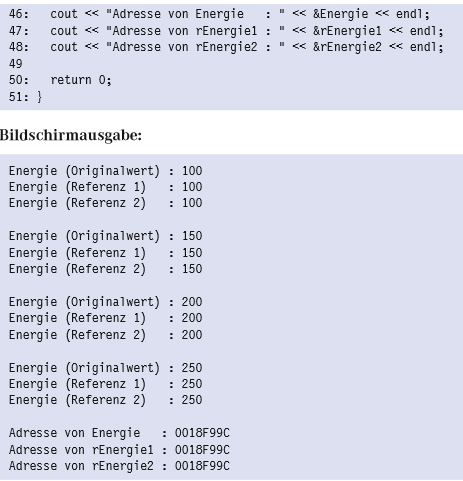 46:   cout << "Adresse von Energie   : " << &Energie << endl;
47:   cout << "Adresse von rEnergie1 : " << &rEnergie1 << endl;
48:   cout << "Adresse von rEnergie2 : " << &rEnergie2 << endl;
49
50:   return 0;
51: }
Bildschirmausgabe:
Energie (Originalwert) : 100
Energie (Referenz 1)   : 100
Energie (Referenz 2)   : 100
Energie (Originalwert) : 150
Energie (Referenz 1)   : 150
Energie (Referenz 2)   : 150
Energie (Originalwert) : 200
Energie (Referenz 1)   : 200
Energie (Referenz 2)   : 200
Energie (Originalwert) : 250
Energie (Referenz 1)   : 250
Energie (Referenz 2)   : 250
Adresse von Energie   : 0018F99C
Adresse von rEnergie1 : 0018F99C
Adresse von rEnergie2 : 0018F99C